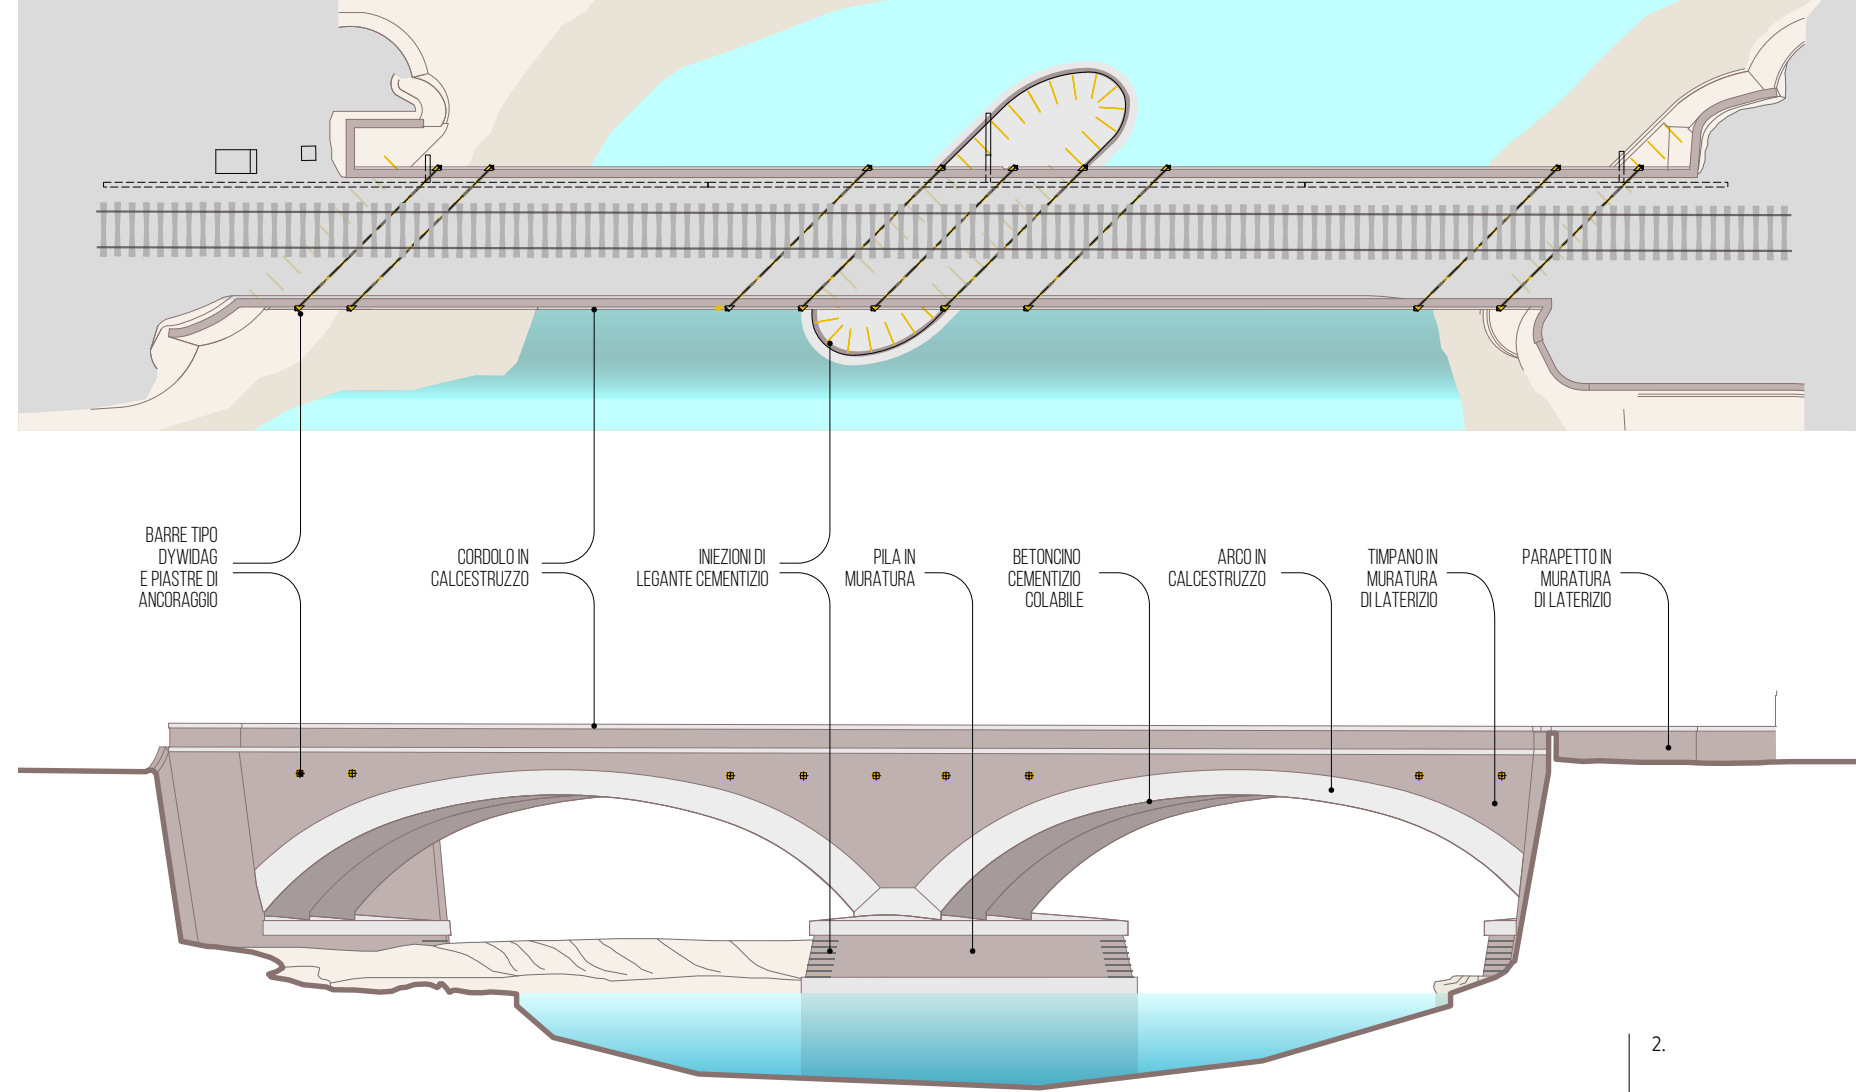 BARRE TIPO
DYWIDAG
E PIASTRE DI
ANCORAGGIO
CORDOLO IN
CALCESTRUZZO
INIEZIONI DI
LEGANTE CEMENTIZIO
PILA IN
MURATURA
BETONCINO
CEMENTIZIO
COLABILE
ARCO IN
CALCESTRUZZO
TIMPANO IN
MURATURA
DI LATERIZIO
PARAPETTO IN
MURATURA
DI LATERIZIO
2.